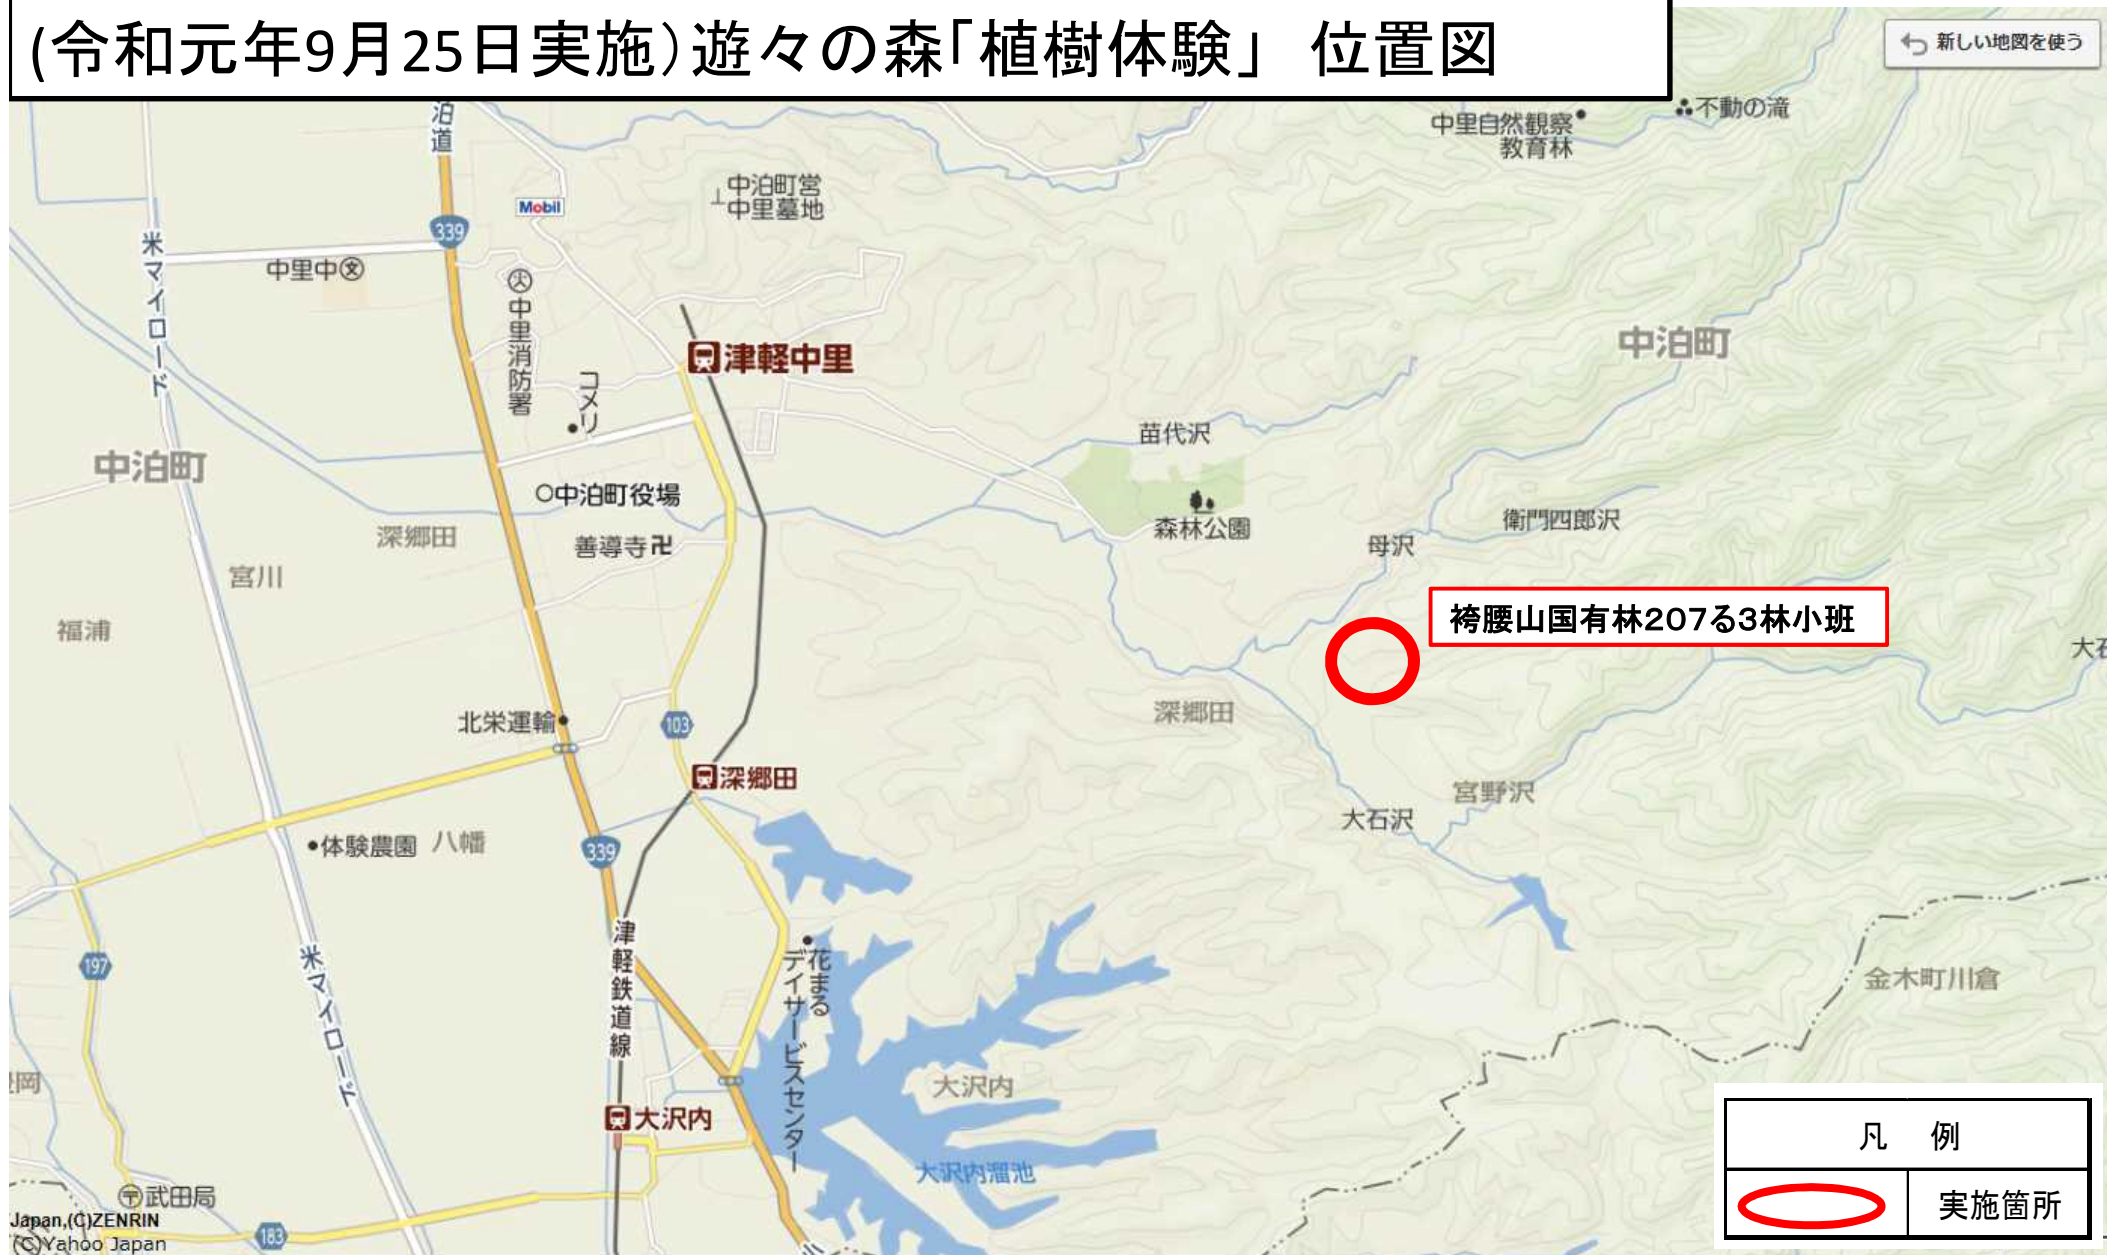 (令和元年9月25日実施)遊々の森「植樹体験」 位置図
新しい地図を使う
泊道
不動の滝
中里自然観察
教育林
中泊町営
中里墓地
Mobil
339
米マイロード
中里中
文
火
中里消防署
津軽中里
中泊町
コメリ
苗代沢
中泊町
中泊町役場
森林公園
衛門四郎沢
深郷田
善導寺
母沢
宮川
袴腰山国有林207る3林小班
福浦
大石
深郷田
北栄運輸
103
深郷田
宮野沢
大石沢
体験農園
八幡
339
津軽鉄道線
花まる
デイサービスセンター
米マイロード
197
金木町川倉
岡
大沢内
大沢内
凡 例
実施箇所
大沢内溜池
武田局
Japan,(C)ZENRIN
(C)Yahoo Japan
183